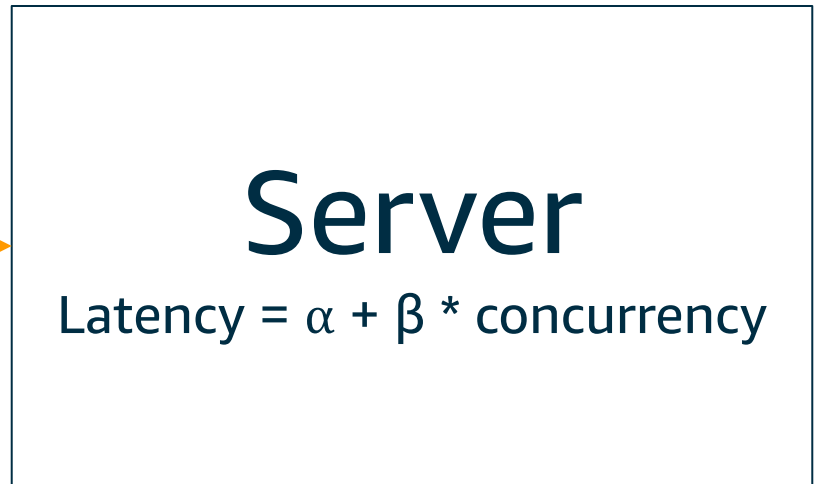 Server
Latency = α + β * concurrency